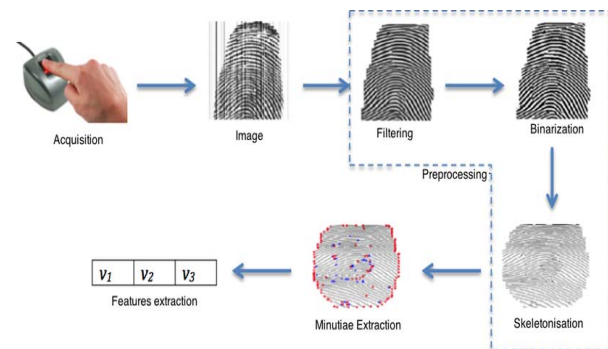 Acquisition
Image
Filtering
Binarization
Preprocessing
Skeletonisation
Minutiae Extraction
v1 v2 v3
Features extraction